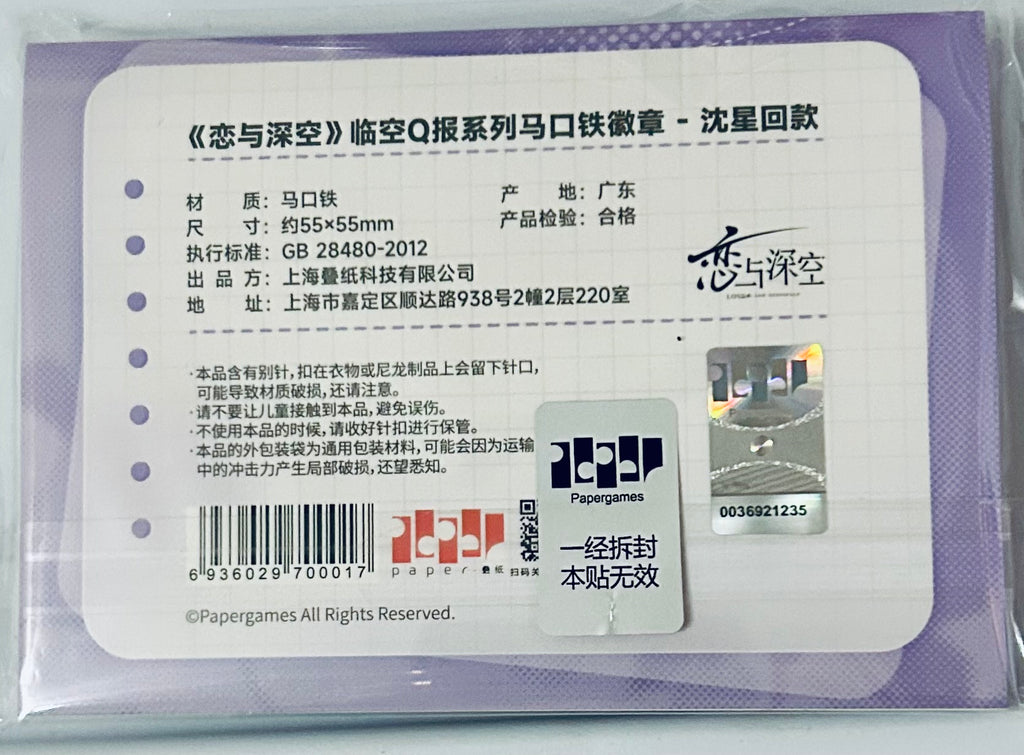 《恋与深空》临空Q报系列马口铁徽章 - 沈星回款
材 质：马口铁 产 地：广东
尺 寸：约55×55mm 产品检验：合格
执行标准：GB 28480-2012
出 品 方：上海叠纸科技有限公司
地 址：上海市嘉定区顺达路938号2幢2层220室
恋与深空
·本品含有别针，扣在衣物或尼龙制品上会留下针口，
可能导致材质破损，还请注意。
·请不要让儿童接触到本品，避免误伤。
·不使用本品的时候，请收好针扣进行保管。
·本品的外包装袋为通用包装材料，可能会因为运输
中的冲击力产生局部破损，还望悉知。
6 936029 700017
paper
paper·叠纸
扫码关
paper
Papergames
一经拆封
本贴无效
paper
0036921235
©Papergames All Rights Reserved.